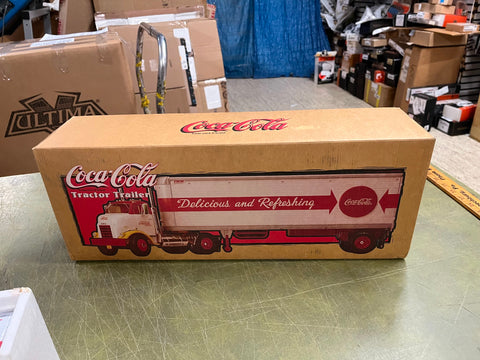 ULTIMA
Coca-Cola
Coca-Cola
Tractor Trailer
Delicious and Refreshing
Coca-Cola